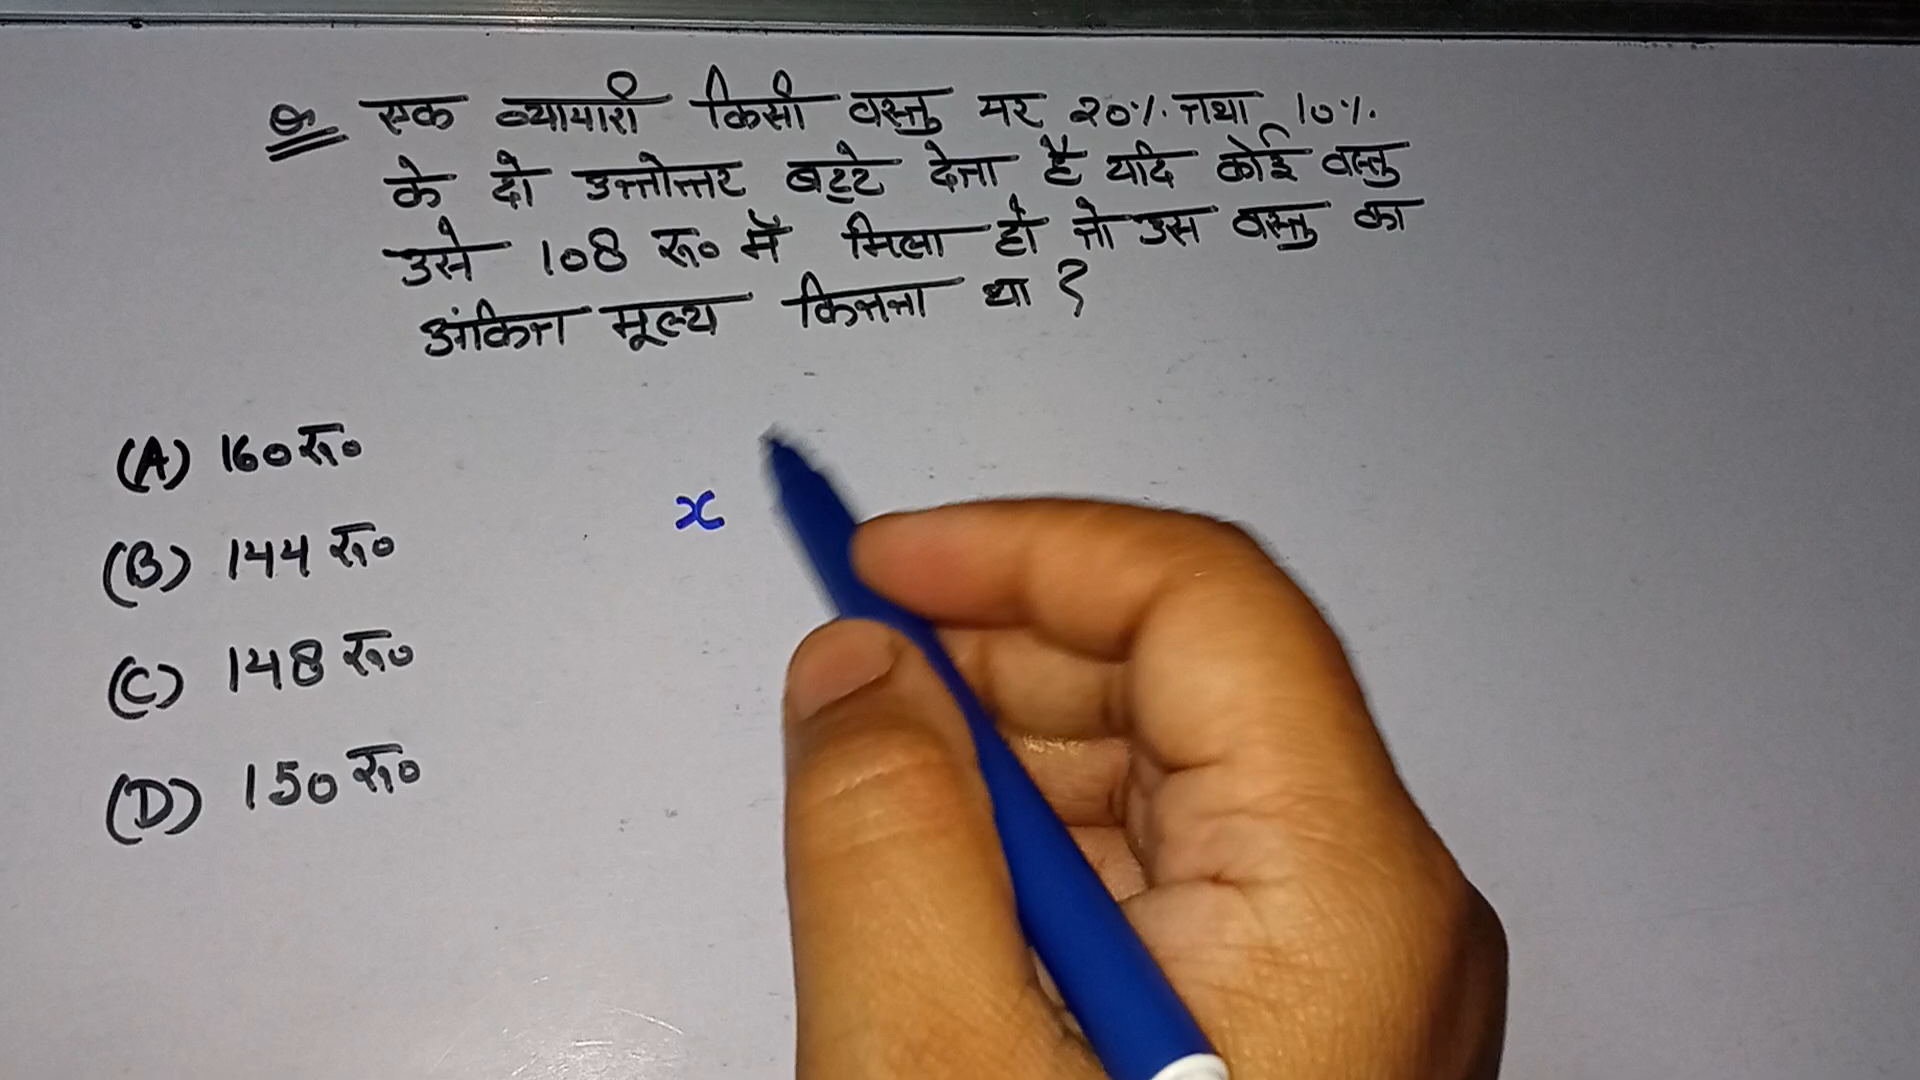 Q एक व्यापारी किसी वस्तु पर 20% तथा 10%
के दो उत्तोत्तर बट्टे देता है यदि कोई वस्तु
उसे 108 रू० में मिला हो तो उस वस्तु का
अंकित मूल्य कितना था ?
(A) 160 रू०
x
(B) 144 रू०
(C) 148 रू०
(D) 150 रू०